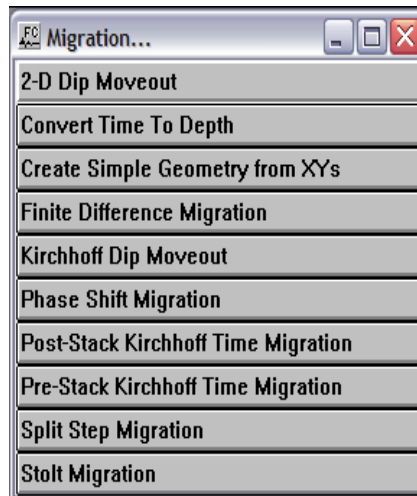 FC Migration...
2-D Dip Moveout
Convert Time To Depth
Create Simple Geometry from XYs
Finite Difference Migration
Kirchhoff Dip Moveout
Phase Shift Migration
Post-Stack Kirchhoff Time Migration
Pre-Stack Kirchhoff Time Migration
Split Step Migration
Stolt Migration